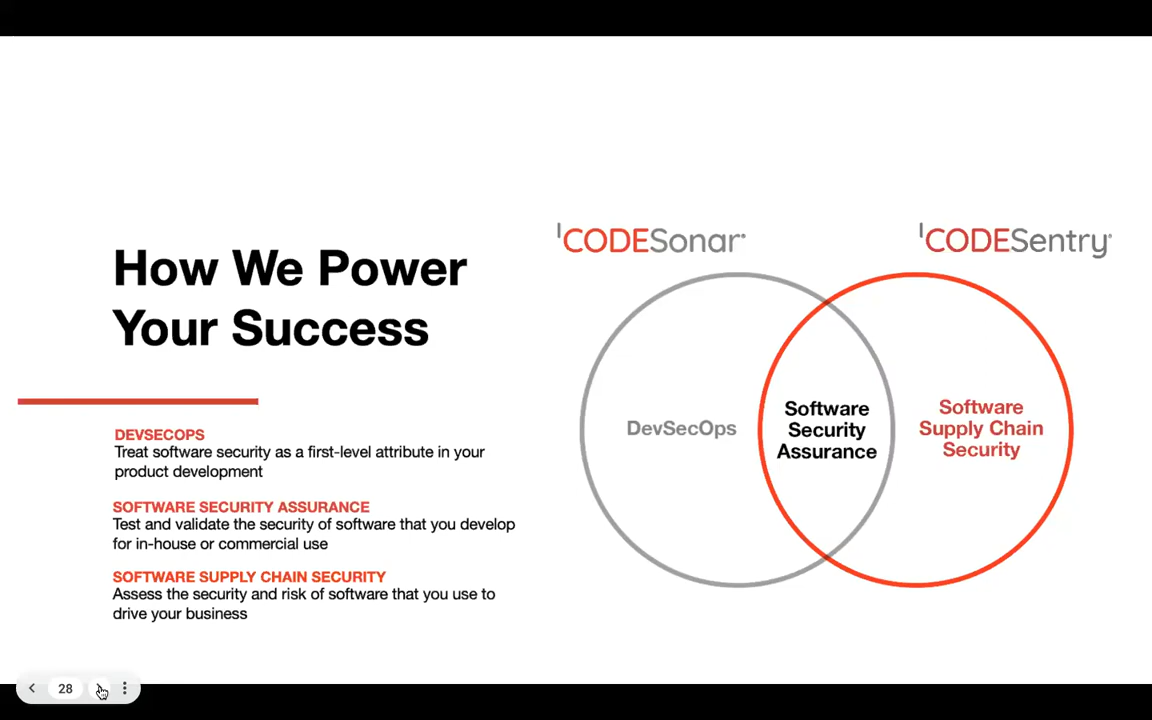 How We Power
Your Success
DEVSECOPS
Treat software security as a first-level attribute in your
product development
SOFTWARE SECURITY ASSURANCE
Test and validate the security of software that you develop
for in-house or commercial use
SOFTWARE SUPPLY CHAIN SECURITY
Assess the security and risk of software that you use to
drive your business
CODESonar
CODESentry
DevSecOps
Software
Security
Assurance
Software
Supply Chain
Security
28